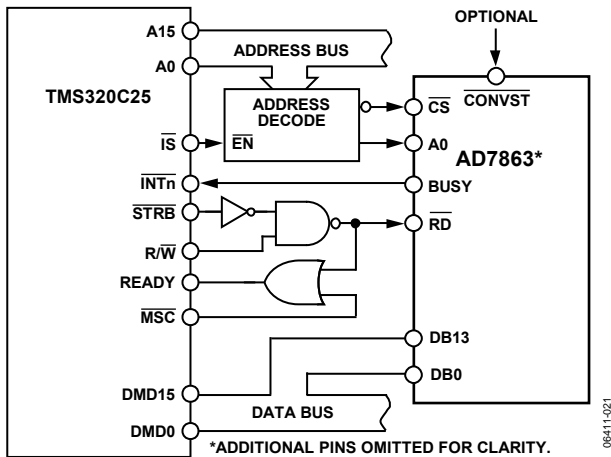 OPTIONAL
A15
ADDRESS BUS
A0
TMS320C25
ADDRESS
DECODE
CS
CONVST
IS
EN
A0
AD7863*
INTn
BUSY
STRB
RD
R/W
READY
MSC
DB13
DB0
DMD15
DATA BUS
DMD0
*ADDITIONAL PINS OMITTED FOR CLARITY.
06411-021